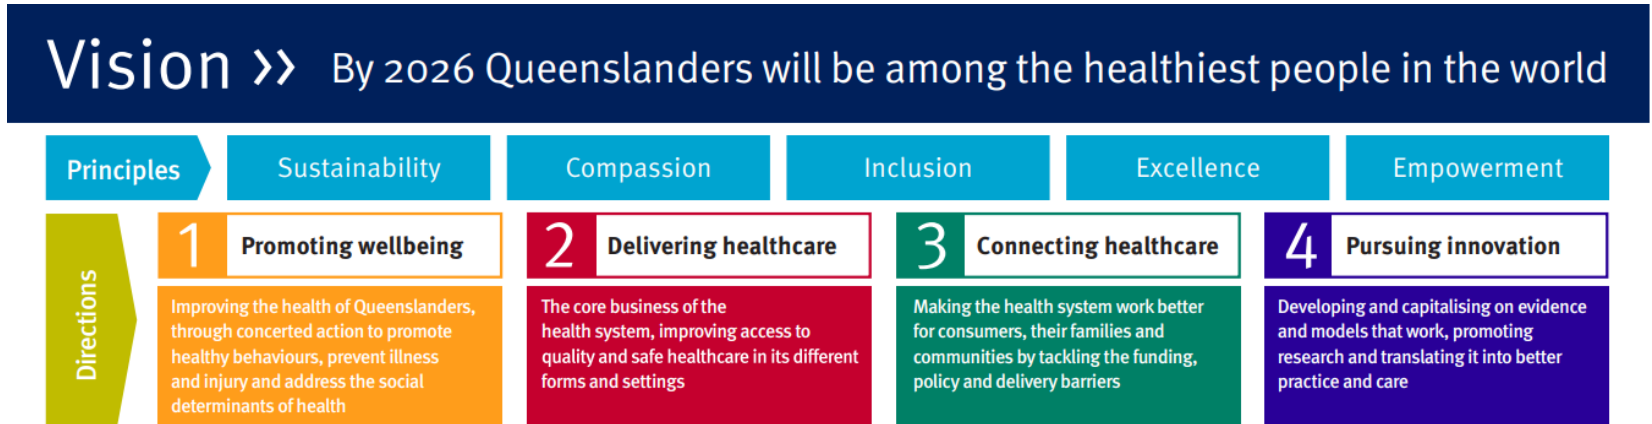 Vision >> By 2026 Queenslanders will be among the healthiest people in the world
Principles
Sustainability
Compassion
Inclusion
Excellence
Empowerment
Directions
1 Promoting wellbeing
Improving the health of Queenslanders,
through concerted action to promote
healthy behaviours, prevent illness
and injury and address the social
determinants of health
2 Delivering healthcare
The core business of the
health system, improving access to
quality and safe healthcare in its different
forms and settings
3 Connecting healthcare
Making the health system work better
for consumers, their families and
communities by tackling the funding,
policy and delivery barriers
4 Pursuing innovation
Developing and capitalising on evidence
and models that work, promoting
research and translating it into better
practice and care